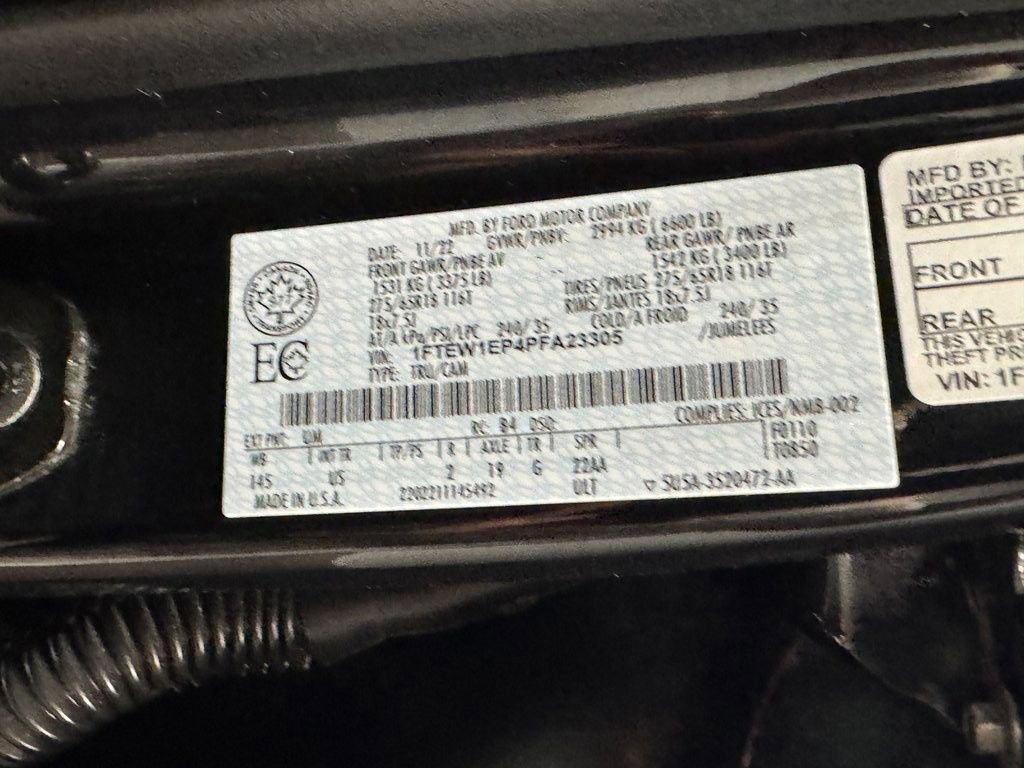 MFD. BY FORD MOTOR COMPANY
DATE: 11/22 GVWR/PNBV: 2994 KG ( 6600 LB)
FRONT GAWR/PNBE AV REAR GAWR/ PNBE AR
1531 KG ( 3375 LB) 1542 KG ( 3400 LB)
275/65R18 116T TIRES/PNEUS 275/65R18 116T
18x7.5J RIMS/JANTES 18x7.5J
AT/A kPa/PSI/LPC 240/35 COLD/A FROID 240/35
VIN: 1FTEW1EP4PFA23305 /JUMELEES
TYPE: TRU/CAM
EC
COMPLIES: ICES/NMB-002
EXT PNT: UM RC: 84 DSO: F0110
WB INT TR TP/PS R AXLE TR SPR T0850
145 US 2 19 G 22AA
MADE IN U.S.A. 2202211145492 ULT ▽ 5U5A-3520472-AA
MFD BY:
IMPORTED
DATE OF
FRONT
REAR
THIS VEHIC
THEFT PR
VIN: 1F